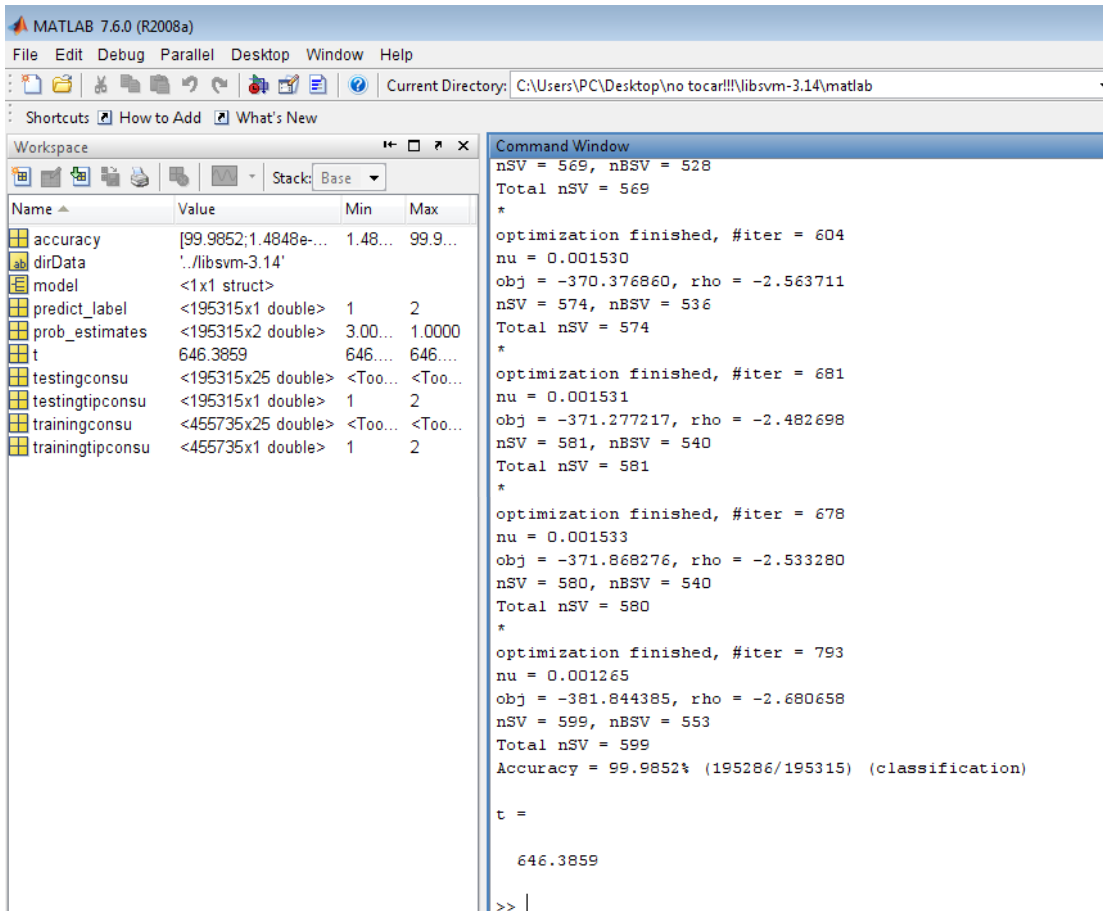 MATLAB 7.6.0 (R2008a)
File Edit Debug Parallel Desktop Window Help
Current Directory: C:\Users\PC\Desktop\no tocar!!!\libsvm-3.14\matlab
Shortcuts How to Add What's New
Workspace
Stack: Base
Name Value Min Max
accuracy [99.9852;1.4848e-... 1.48... 99.9...
dirData '../libsvm-3.14'
model <1x1 struct>
predict_label <195315x1 double> 1 2
prob_estimates <195315x2 double> 3.00... 1.0000
t 646.3859 646.... 646....
testingconsu <195315x25 double> <Too... <Too...
testingtipconsu <195315x1 double> 1 2
trainingconsu <455735x25 double> <Too... <Too...
trainingtipconsu <455735x1 double> 1 2
Command Window
nSV = 569, nBSV = 528
Total nSV = 569
*
optimization finished, #iter = 604
nu = 0.001530
obj = -370.376860, rho = -2.563711
nSV = 574, nBSV = 536
Total nSV = 574
*
optimization finished, #iter = 681
nu = 0.001531
obj = -371.277217, rho = -2.482698
nSV = 581, nBSV = 540
Total nSV = 581
*
optimization finished, #iter = 678
nu = 0.001533
obj = -371.868276, rho = -2.533280
nSV = 580, nBSV = 540
Total nSV = 580
*
optimization finished, #iter = 793
nu = 0.001265
obj = -381.844385, rho = -2.680658
nSV = 599, nBSV = 553
Total nSV = 599
Accuracy = 99.9852% (195286/195315) (classification)
t =
646.3859
>>